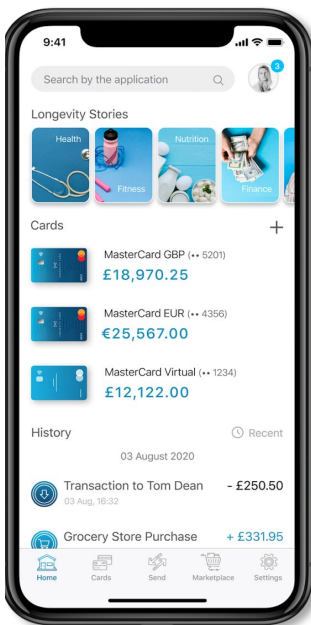 9:41
Search by the application
3
Longevity Stories
Health
Fitness
Nutrition
Finance
Cards
MasterCard GBP (•• 5201)
£18,970.25
MasterCard EUR (•• 4356)
€25,567.00
MasterCard Virtual (•• 1234)
£12,122.00
History
Recent
03 August 2020
Transaction to Tom Dean - £250.50
03 Aug, 16:32
Grocery Store Purchase + £331.95
Home Cards Send Marketplace Settings